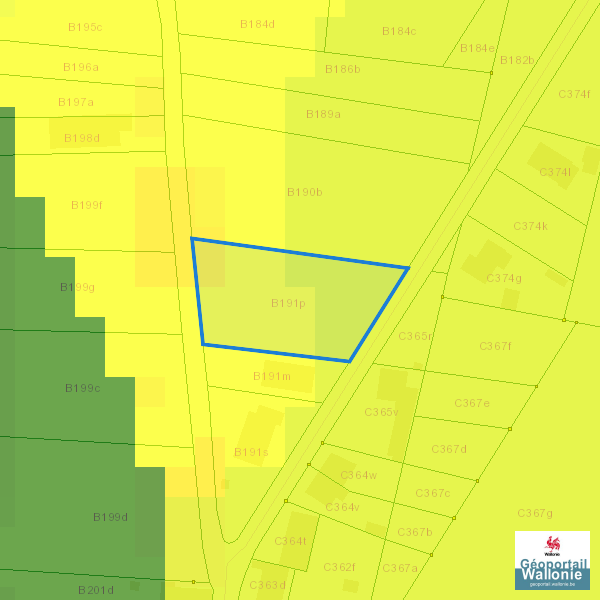 B195c
B184d
B184c
B184e
B182b
B196a
B186b
B197a
C374f
B189a
B198d
C374l
B190b
B199f
C374k
C374g
B199g
B191p
C365r
C367f
B191m
B199c
C365v
C367e
B191s
C367d
C364w
C367c
C364v
B199d
C367g
C367b
C364t
C362f
C367a
C363d
B201d
Wallonie
Géoportail
Wallonie
geoportail.wallonie.be